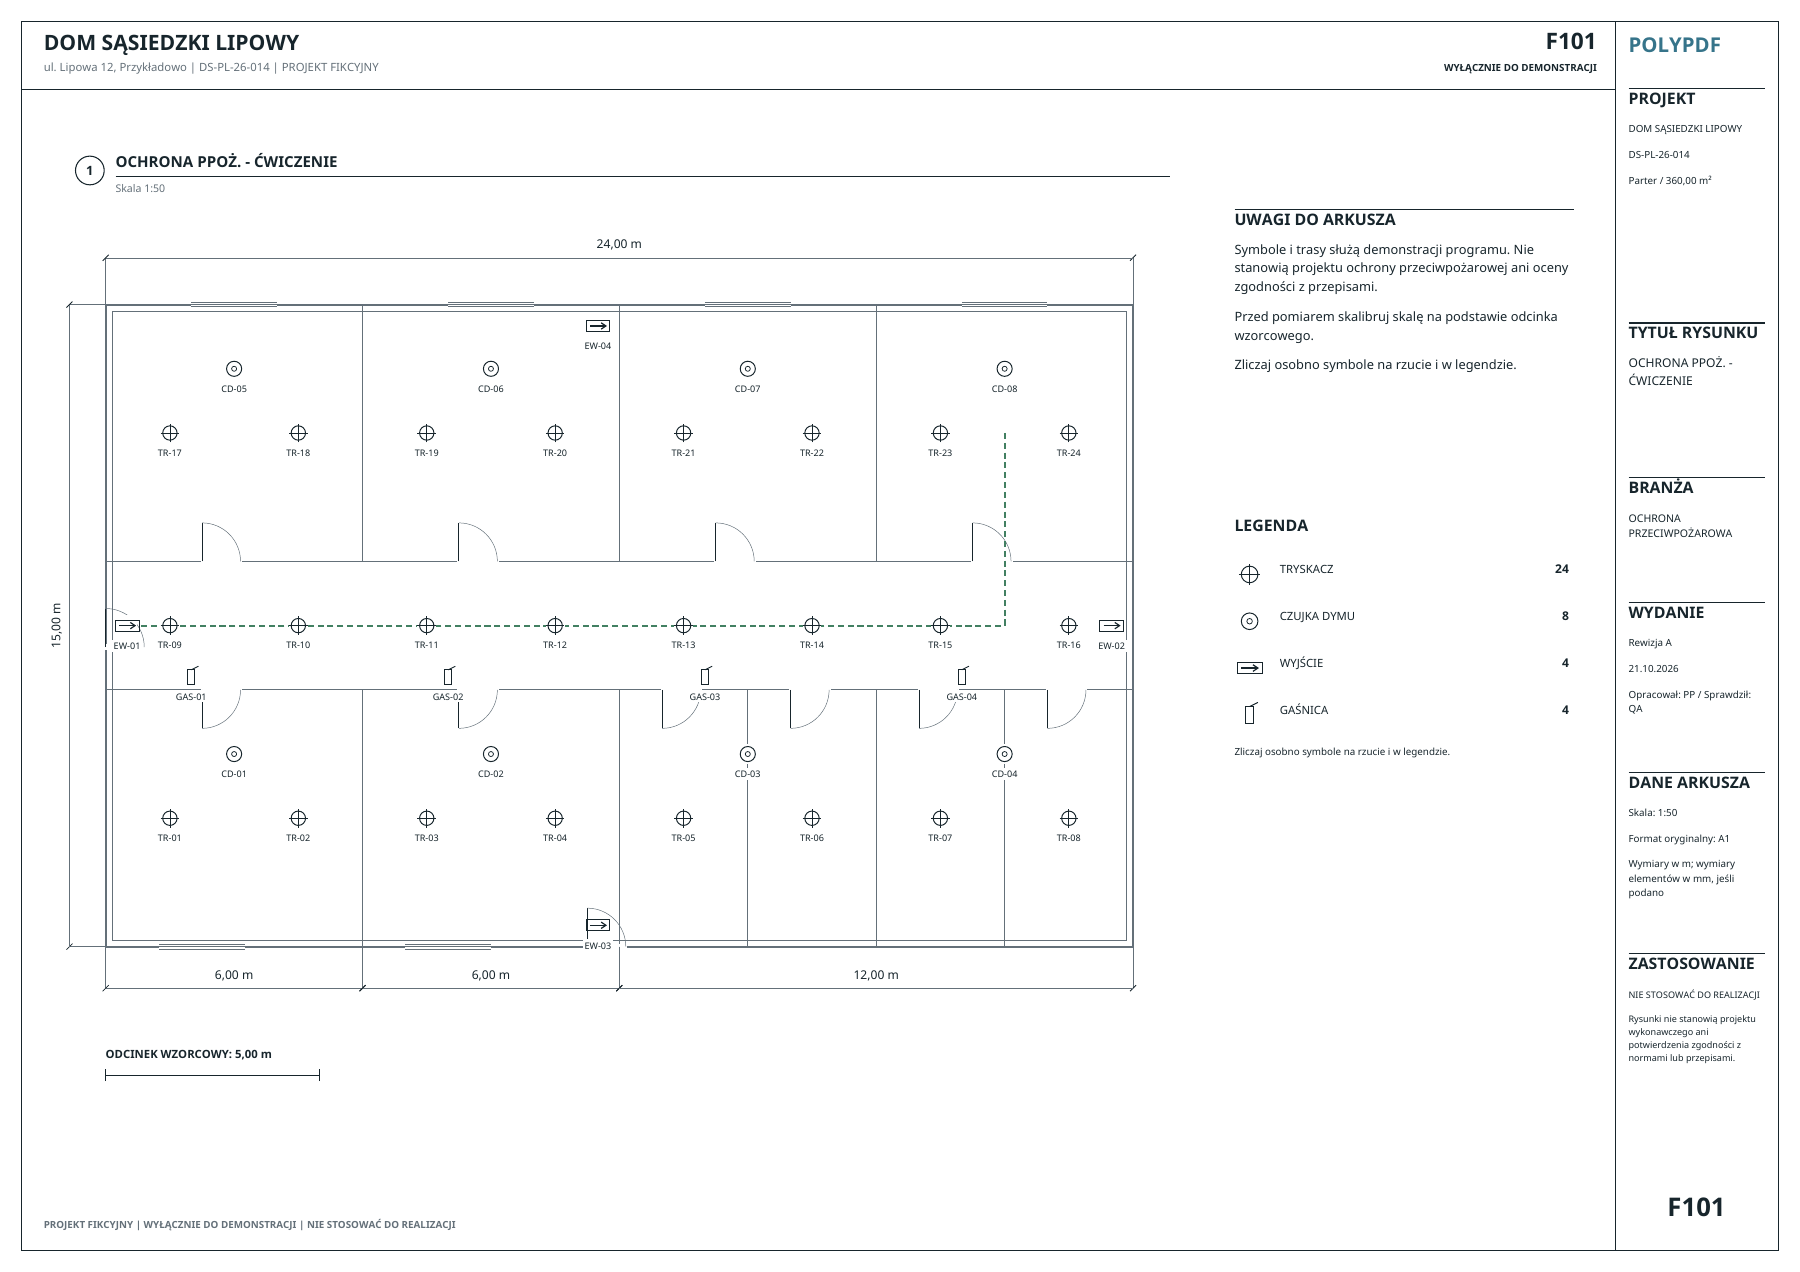 DOM SĄSIEDZKI LIPOWY
ul. Lipowa 12, Przykładowo | DS-PL-26-014 | PROJEKT FIKCYJNY
F101
WYŁĄCZNIE DO DEMONSTRACJI
1
OCHRONA PPOŻ. - ĆWICZENIE
Skala 1:50
24,00 m
15,00 m
EW-04
CD-05
CD-06
CD-07
CD-08
TR-17
TR-18
TR-19
TR-20
TR-21
TR-22
TR-23
TR-24
EW-01
TR-09
TR-10
TR-11
TR-12
TR-13
TR-14
TR-15
TR-16
EW-02
GAS-01
GAS-02
GAS-03
GAS-04
CD-01
CD-02
CD-03
CD-04
TR-01
TR-02
TR-03
TR-04
TR-05
TR-06
TR-07
TR-08
EW-03
6,00 m
6,00 m
12,00 m
ODCINEK WZORCOWY: 5,00 m
UWAGI DO ARKUSZA
Symbole i trasy służą demonstracji programu. Nie
stanowią projektu ochrony przeciwpożarowej ani oceny
zgodności z przepisami.
Przed pomiarem skalibruj skalę na podstawie odcinka
wzorcowego.
Zliczaj osobno symbole na rzucie i w legendzie.
LEGENDA
TRYSKACZ 24
CZUJKA DYMU 8
WYJŚCIE 4
GAŚNICA 4
Zliczaj osobno symbole na rzucie i w legendzie.
POLYPDF
PROJEKT
DOM SĄSIEDZKI LIPOWY
DS-PL-26-014
Parter / 360,00 m²
TYTUŁ RYSUNKU
OCHRONA PPOŻ. -
ĆWICZENIE
BRANŻA
OCHRONA
PRZECIWPOŻAROWA
WYDANIE
Rewizja A
21.10.2026
Opracował: PP / Sprawdził:
QA
DANE ARKUSZA
Skala: 1:50
Format oryginalny: A1
Wymiary w m; wymiary
elementów w mm, jeśli
podano
ZASTOSOWANIE
NIE STOSOWAĆ DO REALIZACJI
Rysunki nie stanowią projektu
wykonawczego ani
potwierdzenia zgodności z
normami lub przepisami.
F101
PROJEKT FIKCYJNY | WYŁĄCZNIE DO DEMONSTRACJI | NIE STOSOWAĆ DO REALIZACJI